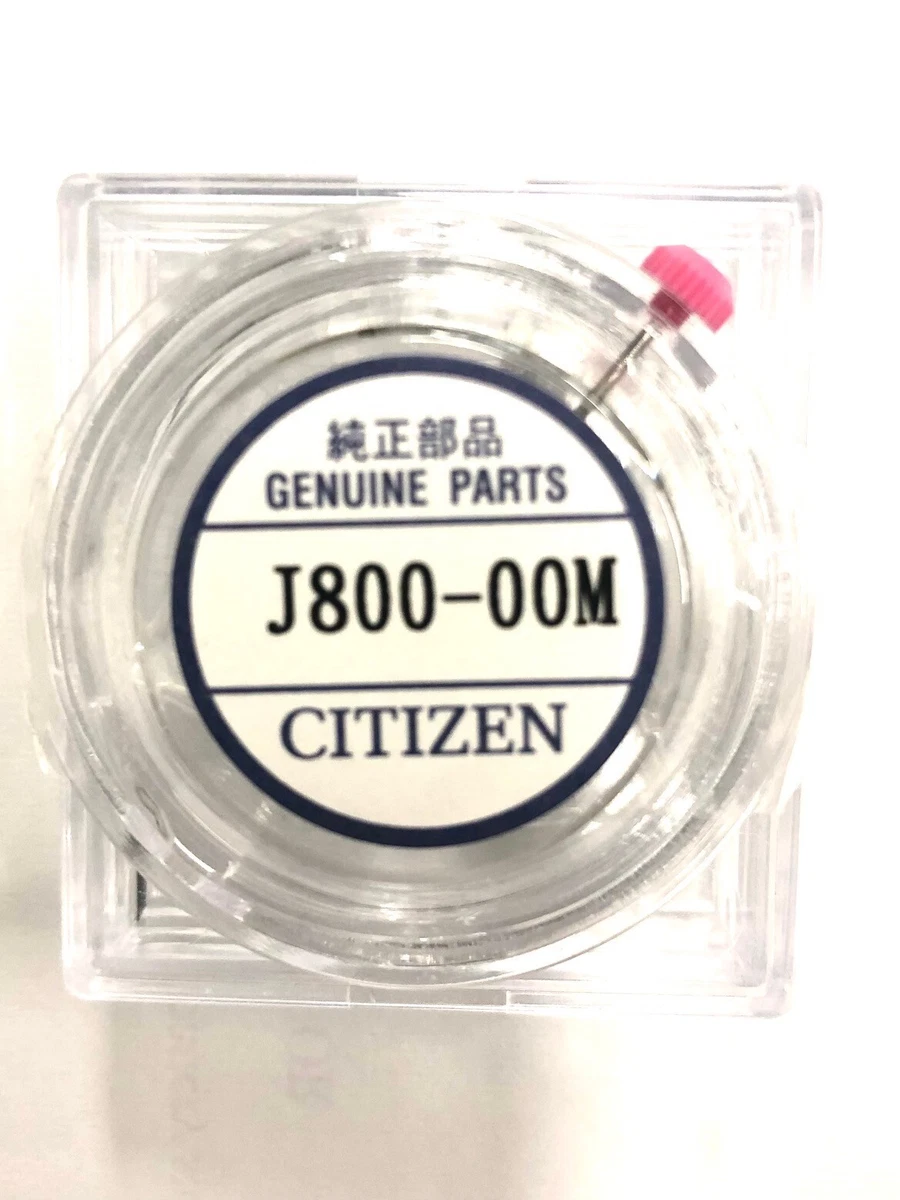 純正部品
GENUINE PARTS
J800-00M
CITIZEN